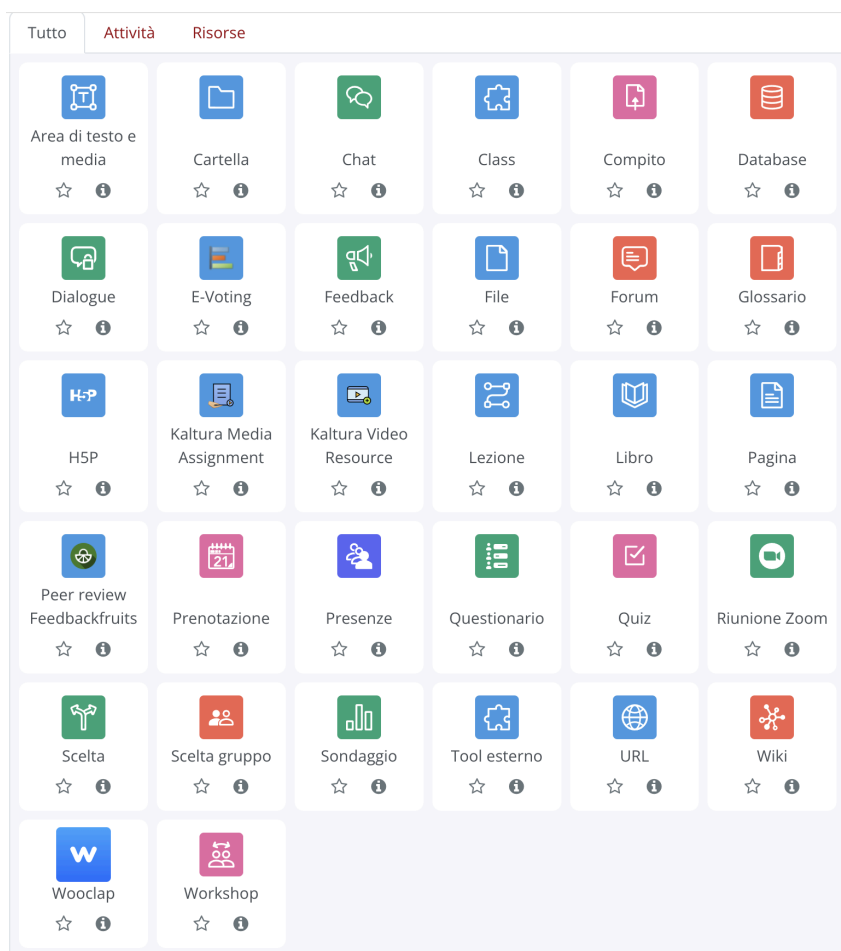 Tutto Attività Risorse
Area di testo e
media
Cartella
Chat
Class
Compito
Database
Dialogue
E-Voting
Feedback
File
Forum
Glossario
H5P
H5P
Kaltura Media
Assignment
Kaltura Video
Resource
Lezione
Libro
Pagina
Peer review
Feedbackfruits
21
Prenotazione
Presenze
Questionario
Quiz
Riunione Zoom
Scelta
Scelta gruppo
Sondaggio
Tool esterno
URL
Wiki
w
Wooclap
Workshop